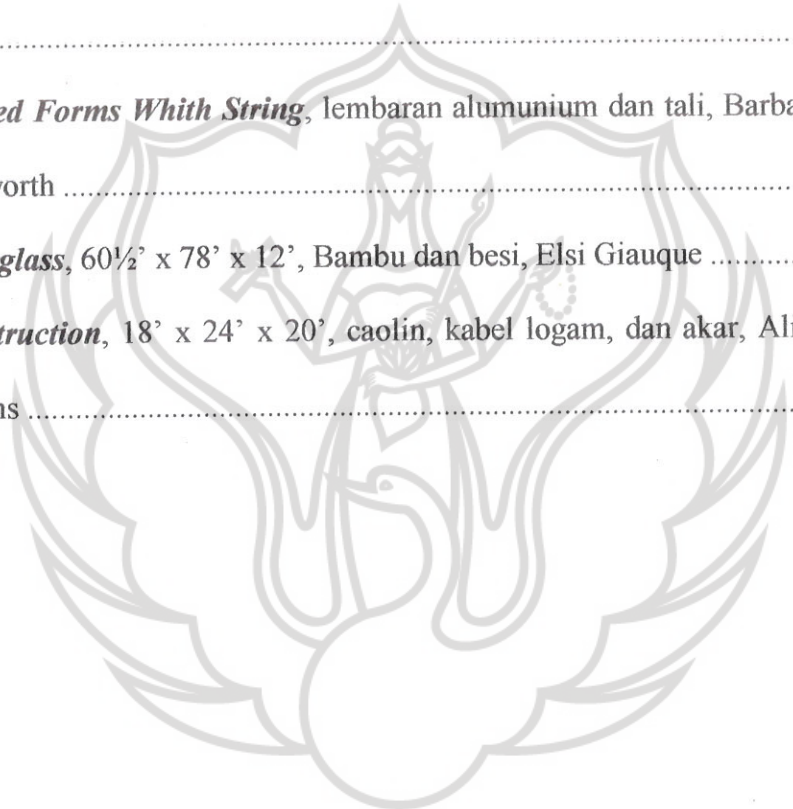 ..........................................................................................
ed Forms Whith String, lembaran alumunium dan tali, Barba
orth ..........................................................................................
glass, 60½’ x 78’ x 12’, Bambu dan besi, Elsi Giauque ............
truction, 18’ x 24’ x 20’, caolin, kabel logam, dan akar, Al
ns ..........................................................................................